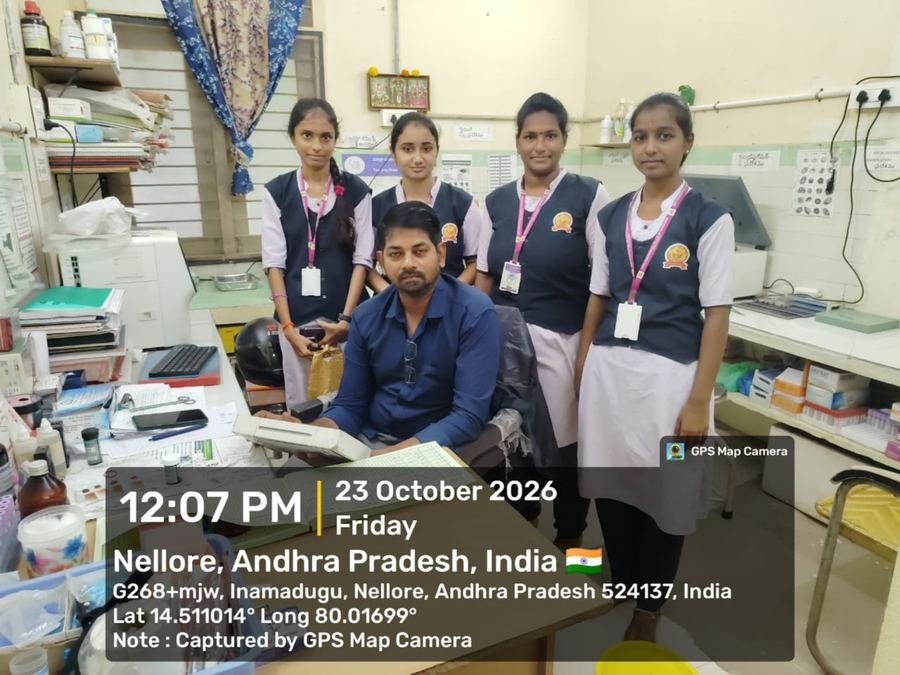 GPS Map Camera
12:07 PM
23 October 2026
Friday
Nellore, Andhra Pradesh, India
G268+mjw, Inamadugu, Nellore, Andhra Pradesh 524137, India
Lat 14.511014° Long 80.01699°
Note : Captured by GPS Map Camera